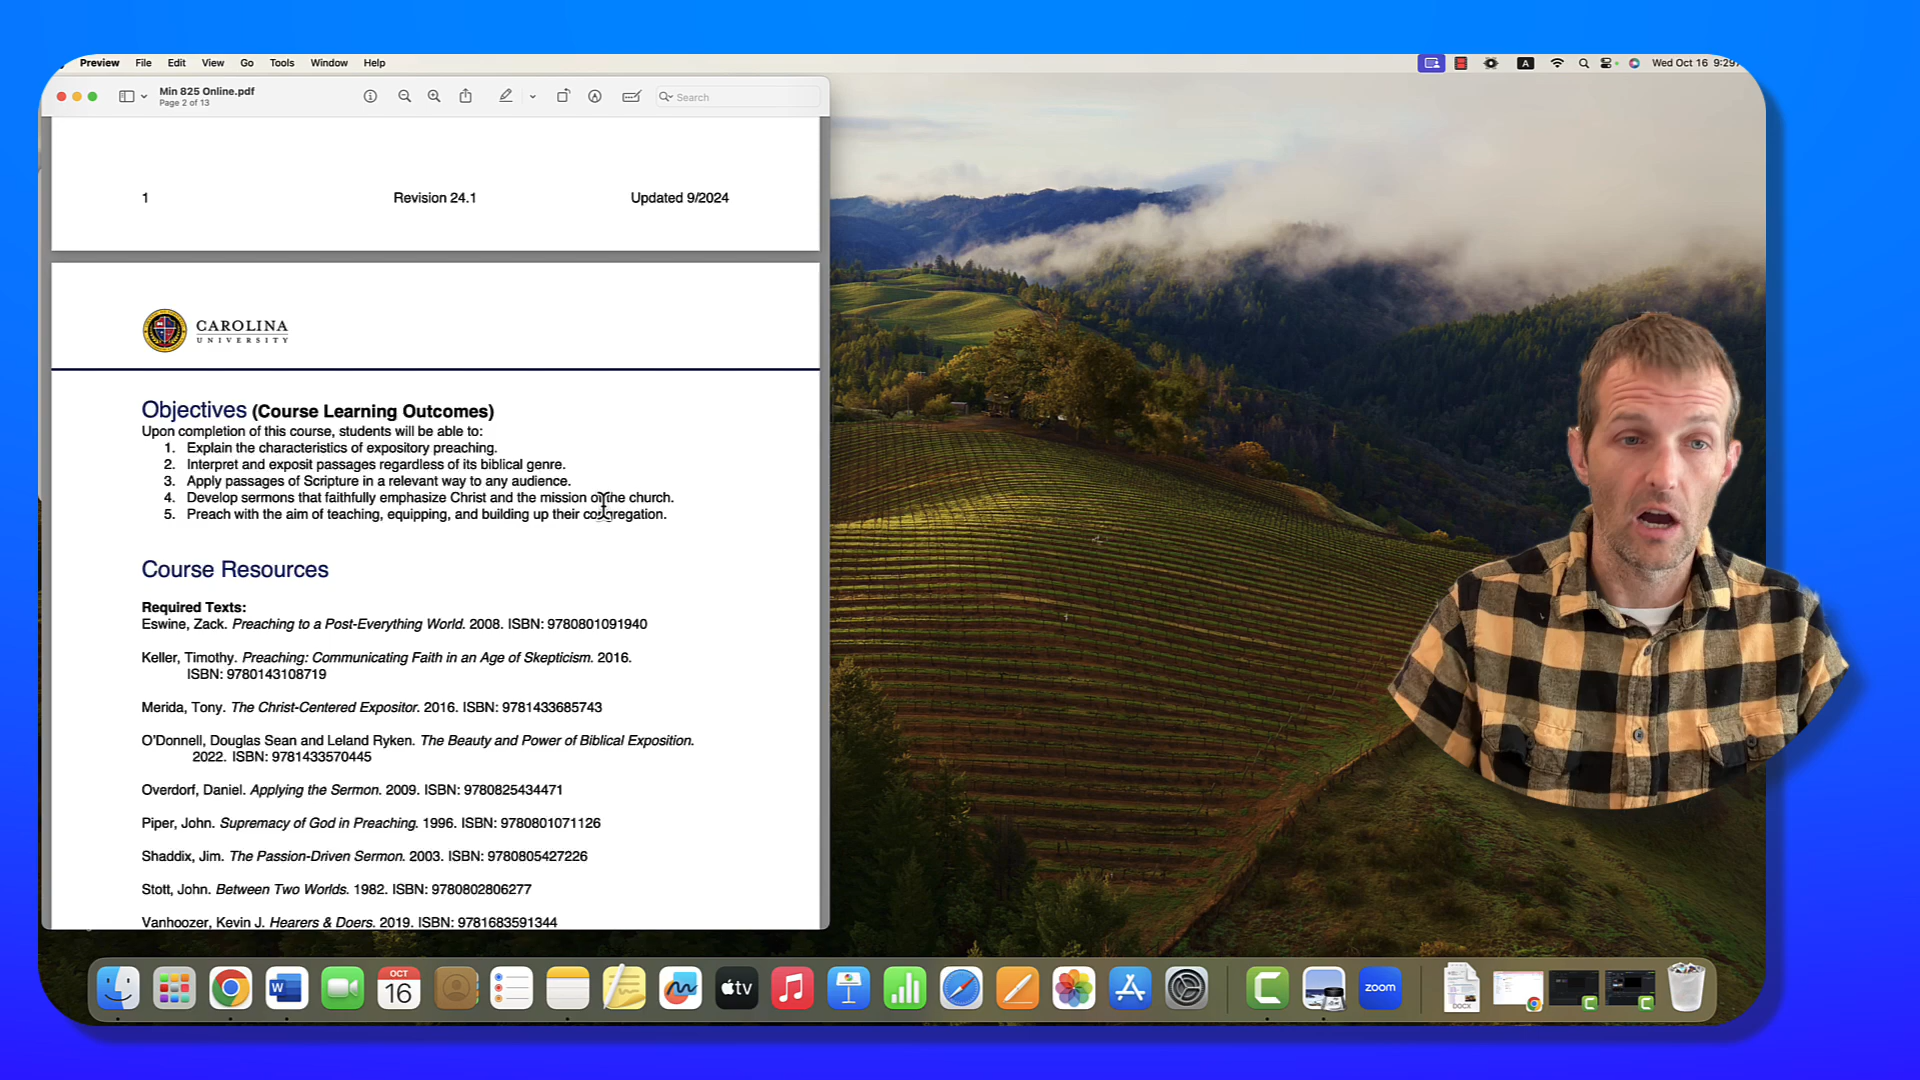 Preview File Edit View Go Tools Window Help
A Wed Oct 16 9:29
Min 825 Online.pdf
Page 2 of 13
Search
1 Revision 24.1 Updated 9/2024
CAROLINA
UNIVERSITY
Objectives (Course Learning Outcomes)
Upon completion of this course, students will be able to:
1. Explain the characteristics of expository preaching.
2. Interpret and exposit passages regardless of its biblical genre.
3. Apply passages of Scripture in a relevant way to any audience.
4. Develop sermons that faithfully emphasize Christ and the mission of the church.
5. Preach with the aim of teaching, equipping, and building up their congregation.
Course Resources
Required Texts:
Eswine, Zack. Preaching to a Post-Everything World. 2008. ISBN: 9780801091940
Keller, Timothy. Preaching: Communicating Faith in an Age of Skepticism. 2016.
ISBN: 9780143108719
Merida, Tony. The Christ-Centered Expositor. 2016. ISBN: 9781433685743
O'Donnell, Douglas Sean and Leland Ryken. The Beauty and Power of Biblical Exposition.
2022. ISBN: 9781433570445
Overdorf, Daniel. Applying the Sermon. 2009. ISBN: 9780825434471
Piper, John. Supremacy of God in Preaching. 1996. ISBN: 9780801071126
Shaddix, Jim. The Passion-Driven Sermon. 2003. ISBN: 9780805427226
Stott, John. Between Two Worlds. 1982. ISBN: 9780802806277
Vanhoozer, Kevin J. Hearers & Doers. 2019. ISBN: 9781683591344
W
OCT
16
tv
zoom
DOCX